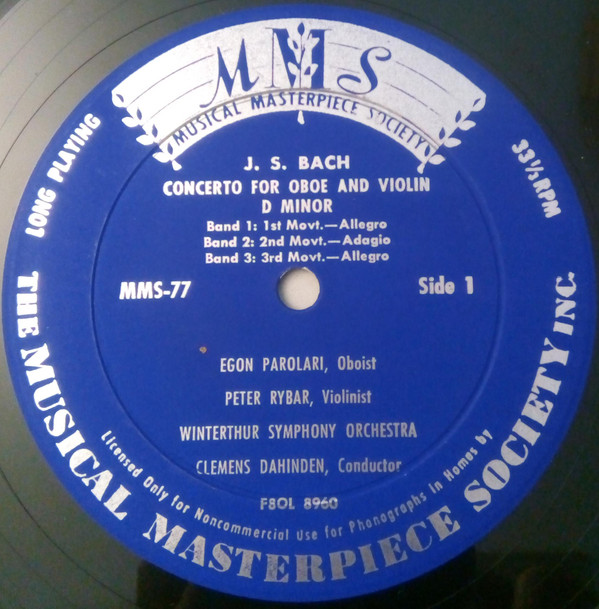 MMS
MUSICAL MASTERPIECE SOCIETY
LONG PLAYING
33⅓ RPM
J. S. BACH
CONCERTO FOR OBOE AND VIOLIN
D MINOR
Band 1: 1st Movt.—Allegro
Band 2: 2nd Movt.—Adagio
Band 3: 3rd Movt.—Allegro
MMS-77
Side 1
EGON PAROLARI, Oboist
PETER RYBAR, Violinist
WINTERTHUR SYMPHONY ORCHESTRA
CLEMENS DAHINDEN, Conductor
F8OL 8960
Licensed Only for Noncommercial Use for Phonographs in Homes by
THE MUSICAL MASTERPIECE SOCIETY INC.